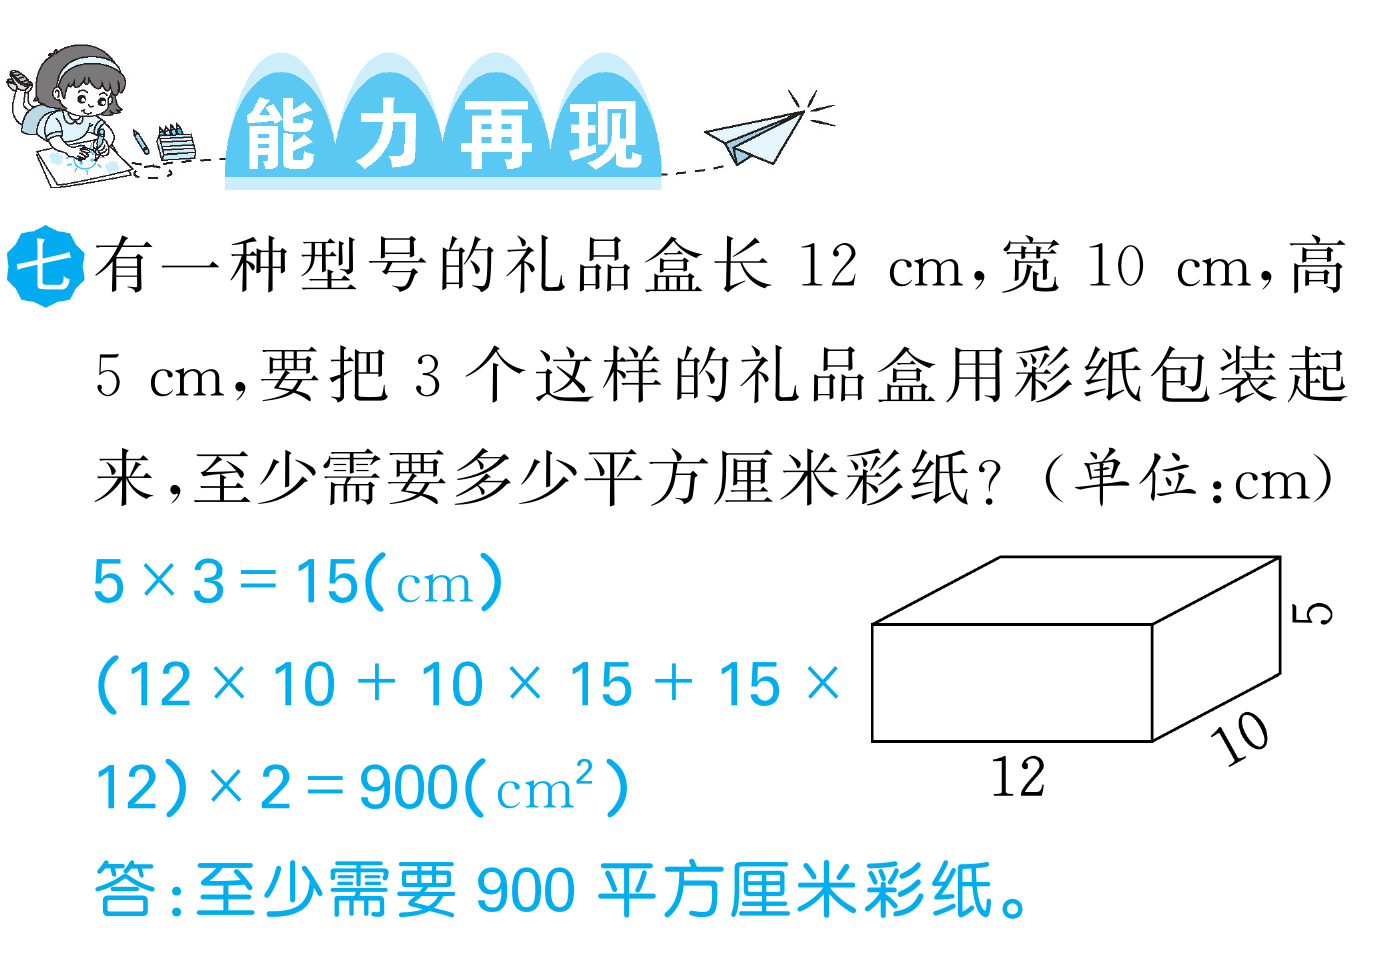 能力再现
七 有一种型号的礼品盒长 12 cm,宽 10 cm,高
5 cm,要把 3 个这样的礼品盒用彩纸包装起
来,至少需要多少平方厘米彩纸?(单位:cm)
5×3=15(cm)
(12×10+10×15+15×
12)×2=900(cm²)
答:至少需要 900 平方厘米彩纸。
5
10
12